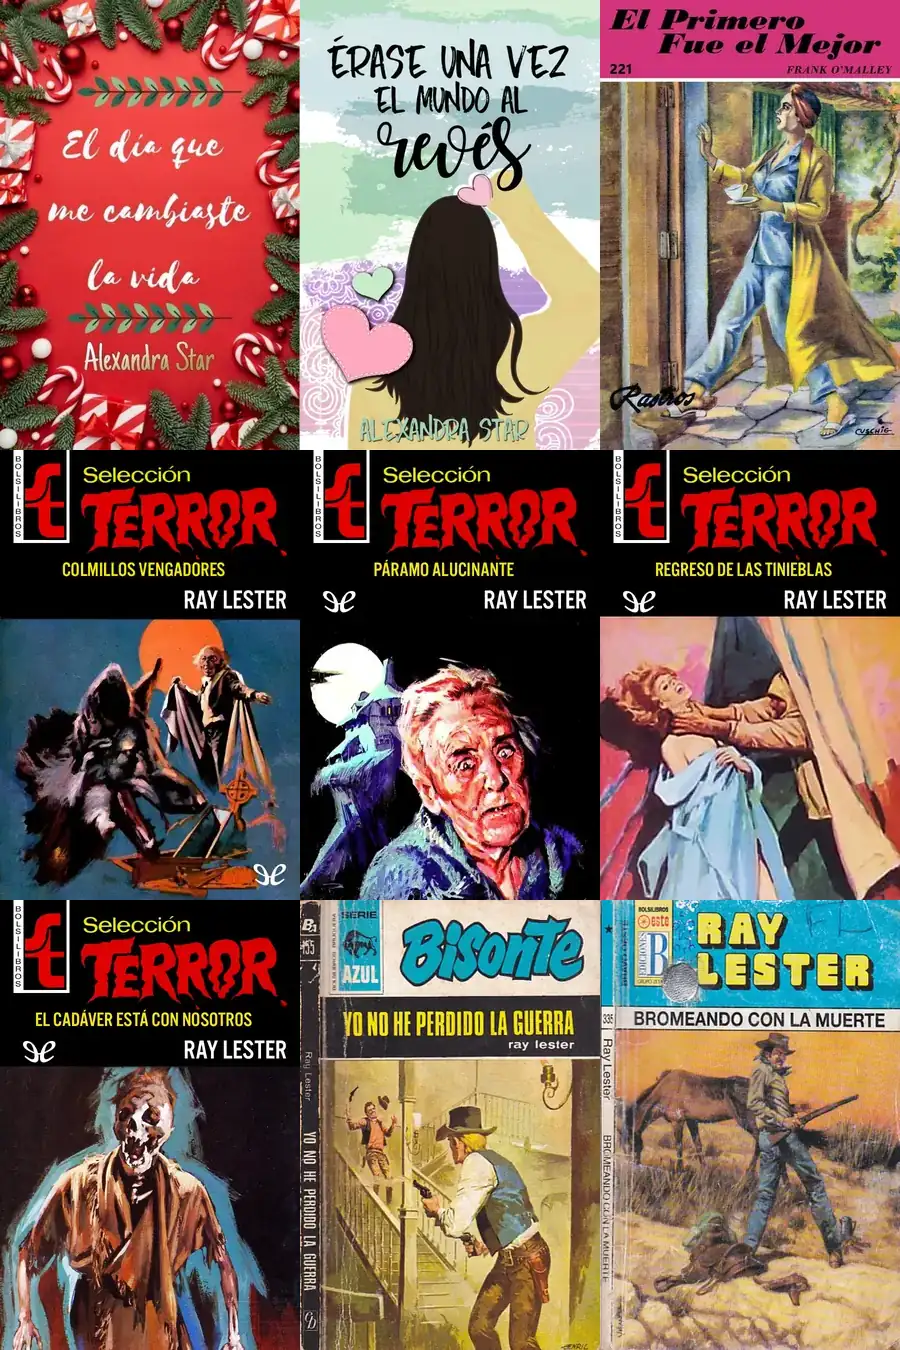 El día que
me cambiaste
la vida
Alexandra Star
ÉRASE UNA VEZ
EL MUNDO AL
revés
ALEXANDRA STAR
El Primero
Fue el Mejor
221
FRANK O'MALLEY
Rastros
CUSCHIE
BOLSILIBROS
Selección
TERROR
COLMILLOS VENGADORES
RAY LESTER
BOLSILIBROS
Selección
TERROR
PÁRAMO ALUCINANTE
RAY LESTER
BOLSILIBROS
Selección
TERROR
REGRESO DE LAS TINIEBLAS
RAY LESTER
BOLSILIBROS
Selección
TERROR
EL CADÁVER ESTÁ CON NOSOTROS
RAY LESTER
SERIE
AZUL
Bisonte
YO NO HE PERDIDO LA GUERRA
ray lester
Ray Lester
YO NO HE PERDIDO LA GUERRA
BOLSILIBROS
oeste
B
RAY
LESTER
335
BROMEANDO CON LA MUERTE
Ray Lester
BROMEANDO CON LA MUERTE